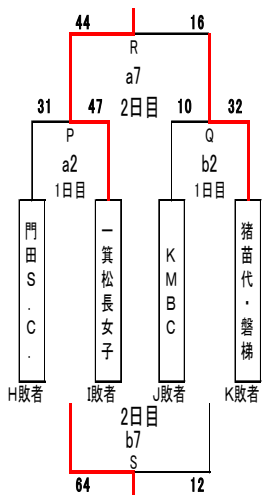 44 16
R
a7
2日目
31 47 10 32
P Q
a2 b2
1日目 1日目
門田S.C.
一箕松長女子
KMBC
猪苗代・磐梯
H敗者 I敗者 J敗者 K敗者
2日目
b7
S
64 12